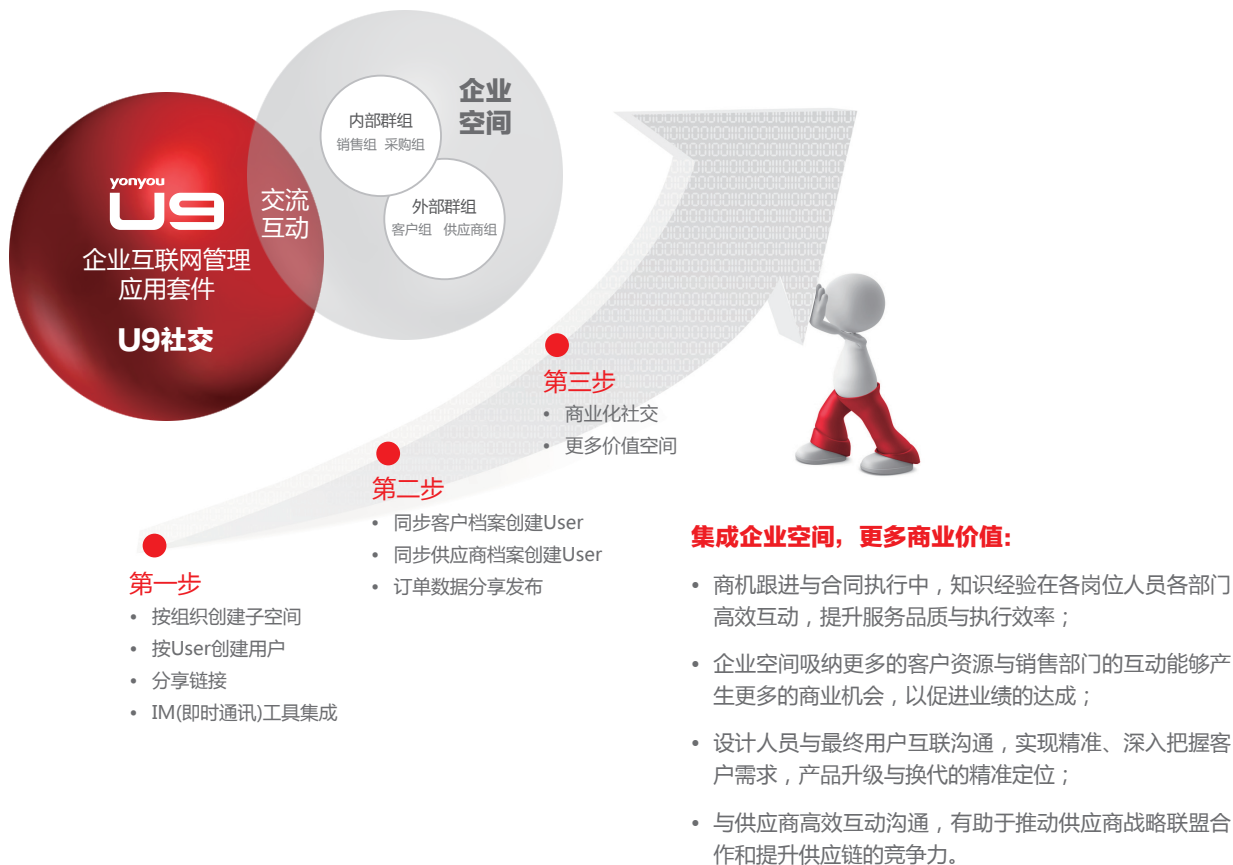 企业
空间
内部群组
销售组 采购组
外部群组
客户组 供应商组
交流
互动
yonyou
U9
企业互联网管理
应用套件
U9社交
第三步
• 商业化社交
• 更多价值空间
第二步
• 同步客户档案创建User
• 同步供应商档案创建User
• 订单数据分享发布
第一步
• 按组织创建子空间
• 按User创建用户
• 分享链接
• IM(即时通讯)工具集成
集成企业空间，更多商业价值:
• 商机跟进与合同执行中，知识经验在各岗位人员各部门
高效互动，提升服务品质与执行效率；
• 企业空间吸纳更多的客户资源与销售部门的互动能够产
生更多的商业机会，以促进业绩的达成；
• 设计人员与最终用户互联沟通，实现精准、深入把握客
户需求，产品升级与换代的精准定位；
• 与供应商高效互动沟通，有助于推动供应商战略联盟合
作和提升供应链的竞争力。